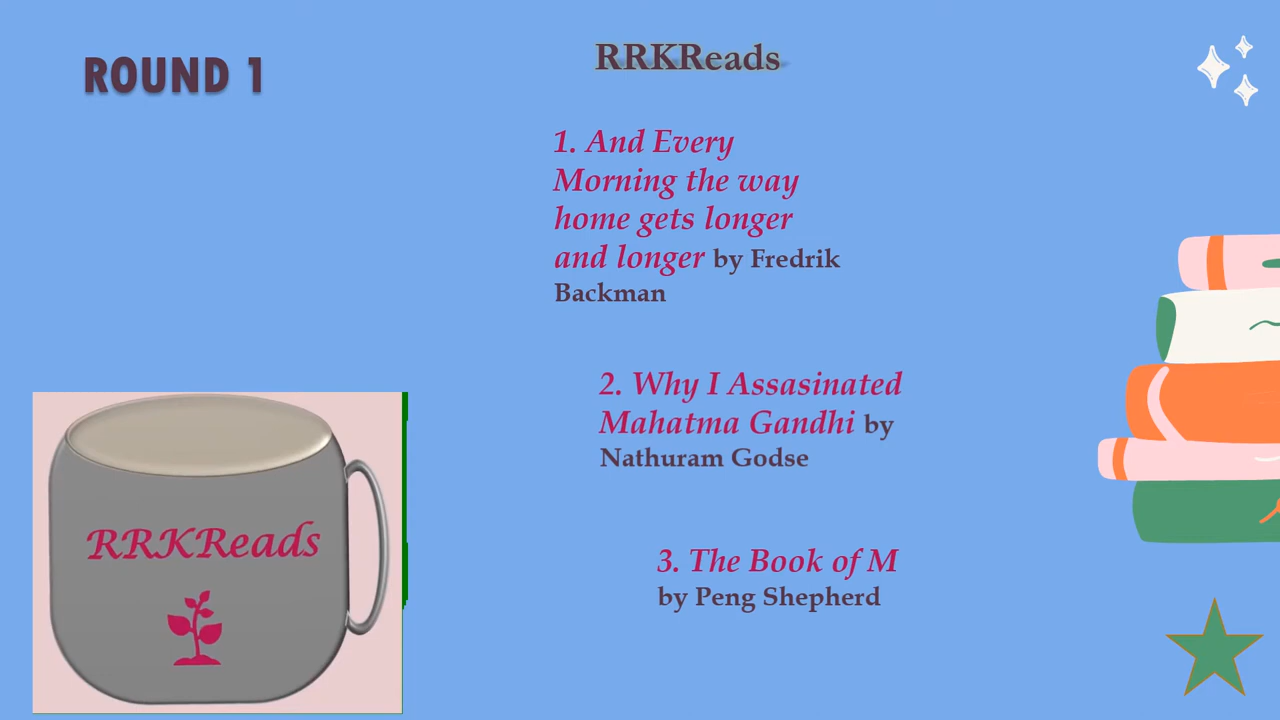 ROUND 1
RRKReads
1. And Every
Morning the way
home gets longer
and longer by Fredrik
Backman
2. Why I Assasinated
Mahatma Gandhi by
Nathuram Godse
3. The Book of M
by Peng Shepherd
RRKReads